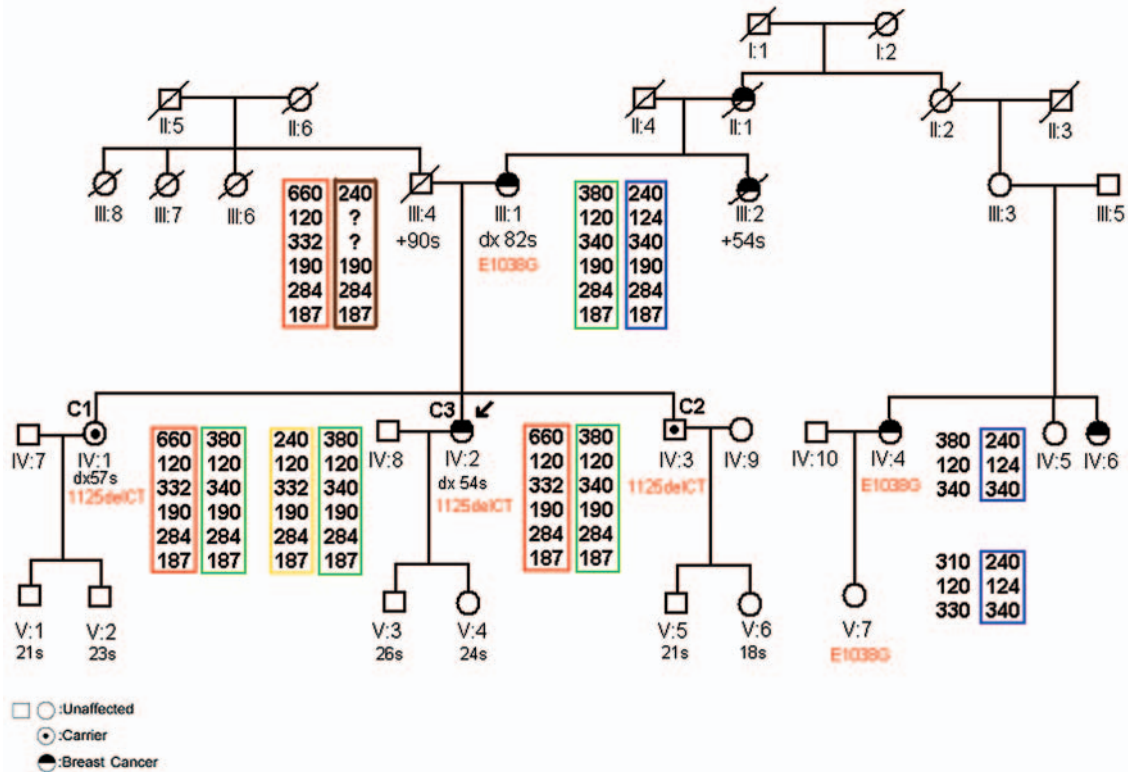 I:1 I:2
II:5 II:6 II:4 II:1 II:2 II:3
III:8 III:7 III:6 III:4 III:1 III:2 III:3 III:5
+90s dx 82s +54s
E1038G
660 240
120 ?
332 ?
190 190
284 284
187 187
380 240
120 124
340 340
190 190
284 284
187 187
C1 C3 C2
IV:7 IV:1 IV:8 IV:2 IV:3 IV:9 IV:10 IV:4 IV:5 IV:6
dx57s dx 54s
1125delCT 1125delCT 1125delCT E1038G
660 380 240 380
120 120 120 120
332 340 332 340
190 190 190 190
284 284 284 284
187 187 187 187
660 380
120 120
332 340
190 190
284 284
187 187
380 240
120 124
340 340
310 240
120 124
330 340
V:1 V:2 V:3 V:4 V:5 V:6 V:7
21s 23s 26s 24s 21s 18s E1038G
:Unaffected
:Carrier
:Breast Cancer